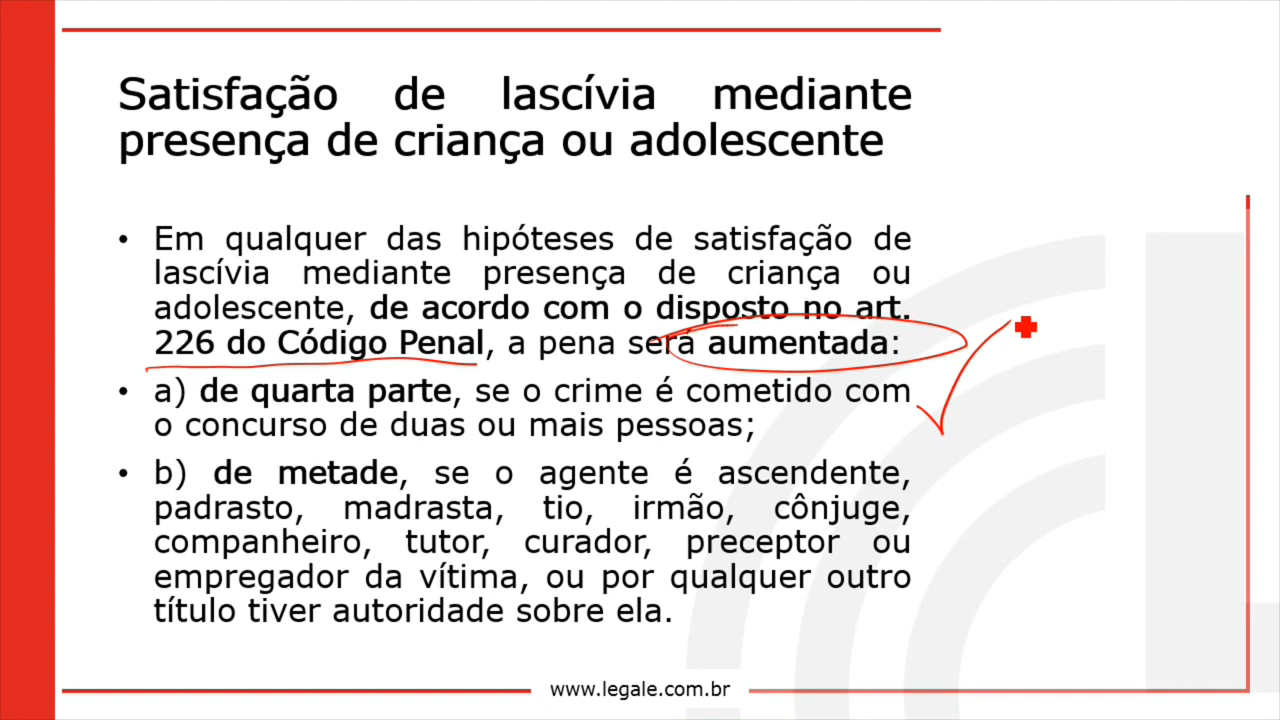 Satisfação de lascívia mediante
presença de criança ou adolescente
• Em qualquer das hipóteses de satisfação de
lascívia mediante presença de criança ou
adolescente, de acordo com o disposto no art.
226 do Código Penal, a pena será aumentada:
• a) de quarta parte, se o crime é cometido com
o concurso de duas ou mais pessoas;
• b) de metade, se o agente é ascendente,
padrasto, madrasta, tio, irmão, cônjuge,
companheiro, tutor, curador, preceptor ou
empregador da vítima, ou por qualquer outro
título tiver autoridade sobre ela.
www.legale.com.br